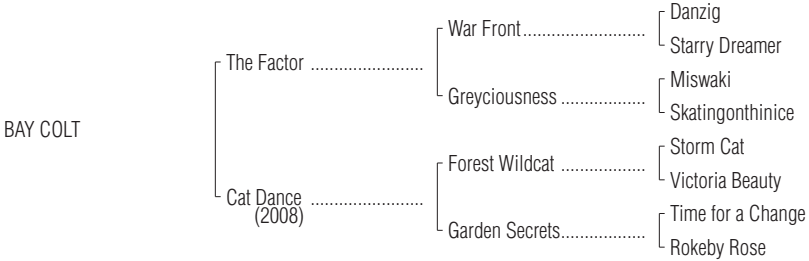 Danzig
War Front..........................
Starry Dreamer
The Factor ........................
Miswaki
Greyciousness ..................
Skatingonthinice
BAY COLT
Storm Cat
Forest Wildcat ..................
Victoria Beauty
Cat Dance ........................
(2008)
Time for a Change
Garden Secrets..................
Rokeby Rose